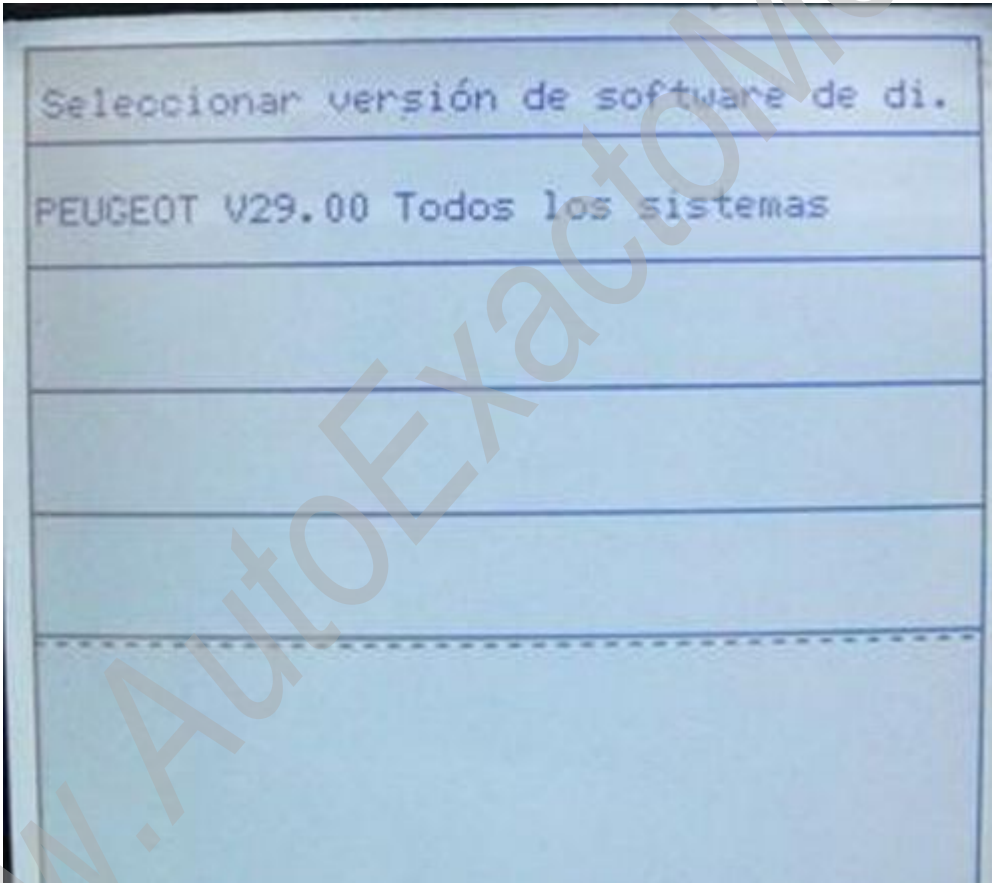 Seleccionar versión de software de di.
PEUGEOT V29.00 Todos los sistemas